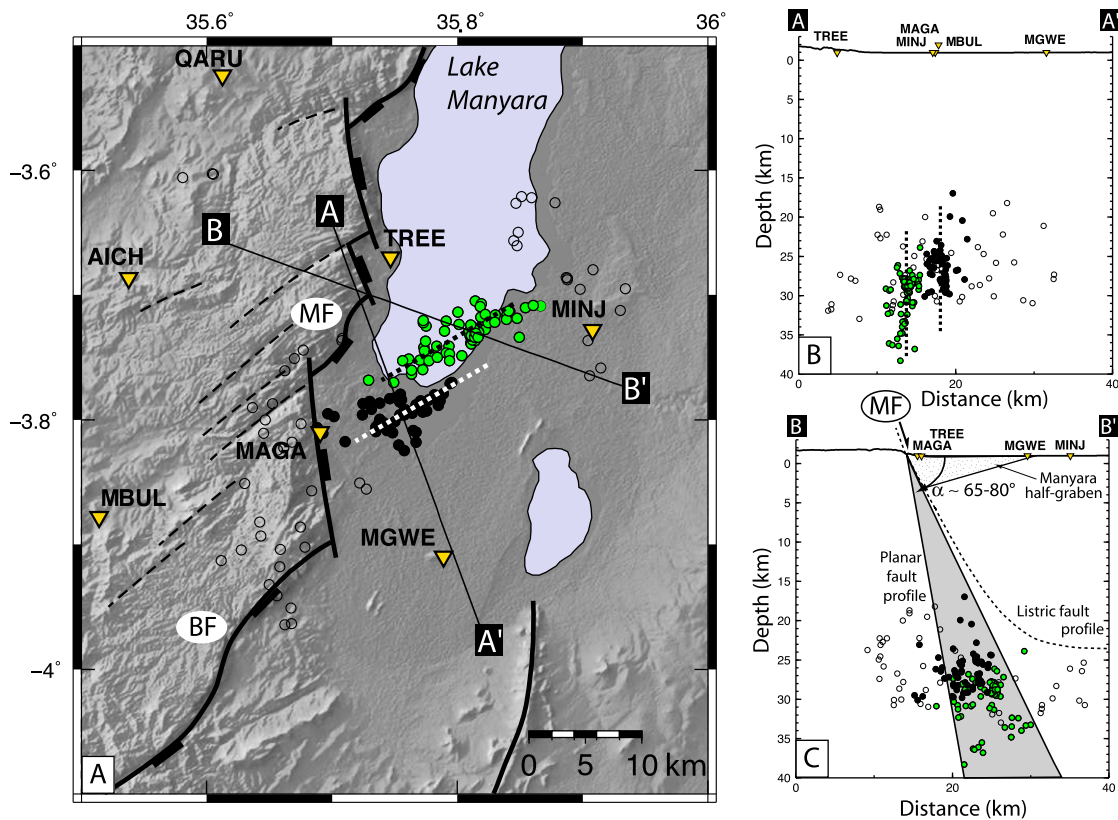 35.6˚ 35.8˚ 36˚
−3.6˚
−3.8˚
−4˚
QARU
Lake
Manyara
A
B
TREE
AICH
MF
MINJ
B'
MAGA
MBUL
MGWE
BF
A'
0 5 10 km
A
A A'
TREE
MAGA
MINJ MBUL
MGWE
0
5
10
15
20
25
30
35
40
Depth (km)
B
0 20 40
Distance (km)
MF
B B'
TREE
MAGA
MGWE MINJ
0
5
10
15
20
25
30
35
40
Depth (km)
α ~ 65-80°
Manyara
half-graben
Planar
fault
profile
Listric fault
profile
C
0 20 40
Distance (km)